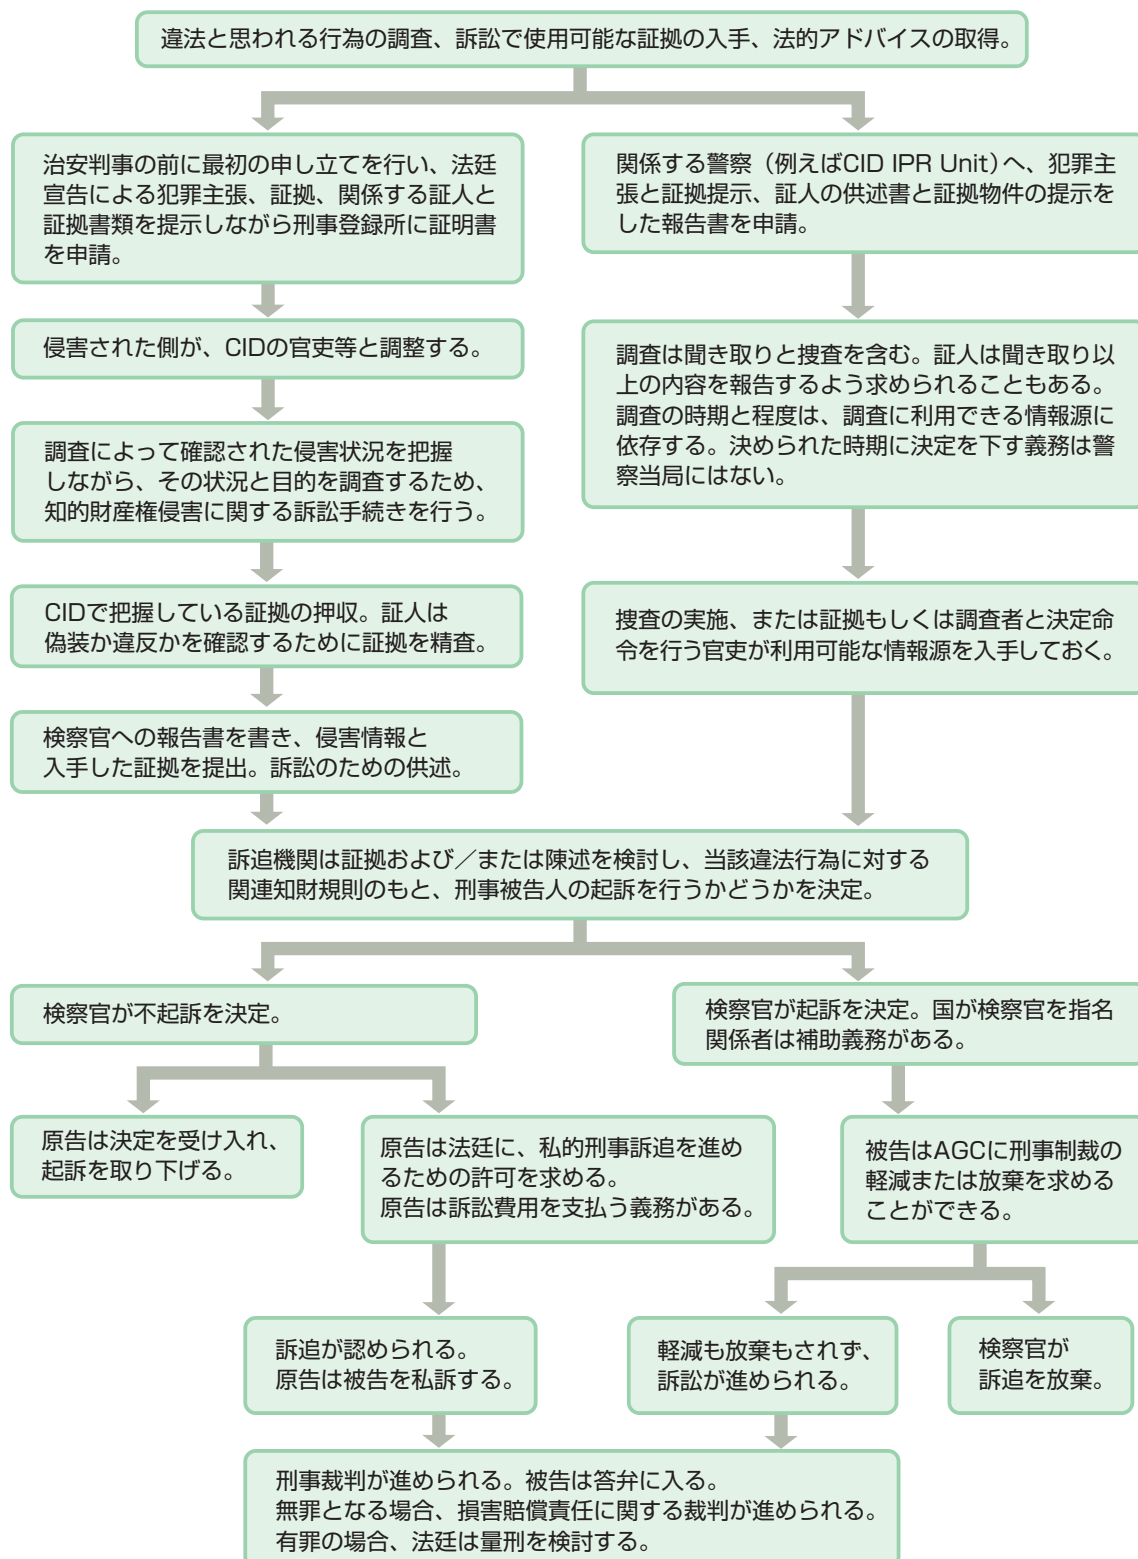 違法と思われる行為の調査、訴訟で使用可能な証拠の入手、法的アドバイスの取得。
治安判事の前に最初の申し立てを行い、法廷
宣告による犯罪主張、証拠、関係する証人と
証拠書類を提示しながら刑事登録所に証明書
を申請。
関係する警察（例えばCID IPR Unit）へ、犯罪主
張と証拠提示、証人の供述書と証拠物件の提示を
した報告書を申請。
侵害された側が、CIDの官吏等と調整する。
調査は聞き取りと捜査を含む。証人は聞き取り以
上の内容を報告するよう求められることもある。
調査の時期と程度は、調査に利用できる情報源に
依存する。決められた時期に決定を下す義務は警
察当局にはない。
調査によって確認された侵害状況を把握
しながら、その状況と目的を調査するため、
知的財産権侵害に関する訴訟手続きを行う。
CIDで把握している証拠の押収。証人は
偽装か違反かを確認するために証拠を精査。
捜査の実施、または証拠もしくは調査者と決定命
令を行う官吏が利用可能な情報源を入手しておく。
検察官への報告書を書き、侵害情報と
入手した証拠を提出。訴訟のための供述。
訴追機関は証拠および／または陳述を検討し、当該違法行為に対する
関連知財規則のもと、刑事被告人の起訴を行うかどうかを決定。
検察官が不起訴を決定。
検察官が起訴を決定。国が検察官を指名
関係者は補助義務がある。
原告は決定を受け入れ、
起訴を取り下げる。
原告は法廷に、私的刑事訴追を進め
るための許可を求める。
原告は訴訟費用を支払う義務がある。
被告はAGCに刑事制裁の
軽減または放棄を求める
ことができる。
訴追が認められる。
原告は被告を私訴する。
軽減も放棄もされず、
訴訟が進められる。
検察官が
訴追を放棄。
刑事裁判が進められる。被告は答弁に入る。
無罪となる場合、損害賠償責任に関する裁判が進められる。
有罪の場合、法廷は量刑を検討する。